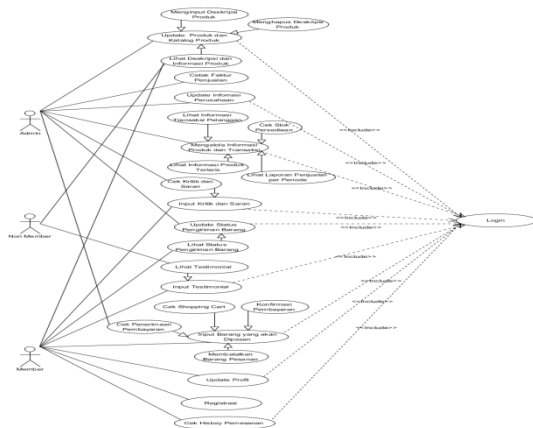 Menginput Deskripsi
Produk
Menghapus Deskripsi
Produk
Update Produk dan
Katalog Produk
Lihat Deskripsi dan
Informasi Produk
Cetak Faktur
Penjualan
Update Infomasi
Perusahaan
Lihat Informasi
Transaksi Pelanggan
Cek Stok
Persediaan
<<Include>>
Admin
Mengelola Informasi
Produk dan Transaksi
<<Include>>
Lihat Informasi Produk
Terlaris
Lihat Laporan Penjualan
per Periode
<<Include>>
Cek Kritik dan
Saran
Input Kritik dan Saran
Non Member
<<Include>>
Login
Update Status
Pengiriman Barang
<<Include>>
Lihat Status
Pengiriman Barang
<<Include>>
Lihat Testimonial
Input Testimonial
<<Include>>
Cek Shopping Cart
Konfirmasi
Pembayaran
<<Include>>
Cek Penerimaan
Pembayaran
Input Barang yang akan
Dipesan
<<Include>>
Membatalkan
Barang Pesanan
Member
Update Profil
Registrasi
Cek History Pemesanan